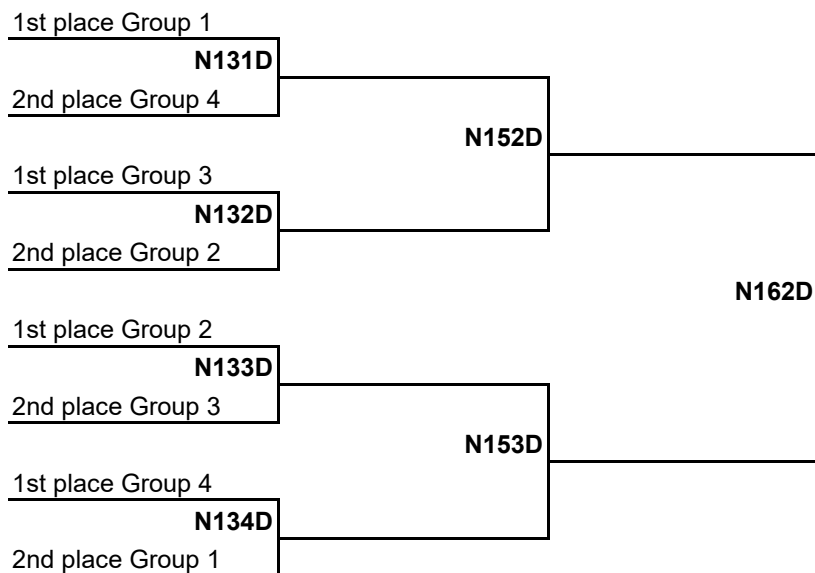 1st place Group 1
N131D
2nd place Group 4
N152D
1st place Group 3
N132D
2nd place Group 2
N162D
1st place Group 2
N133D
2nd place Group 3
N153D
1st place Group 4
N134D
2nd place Group 1